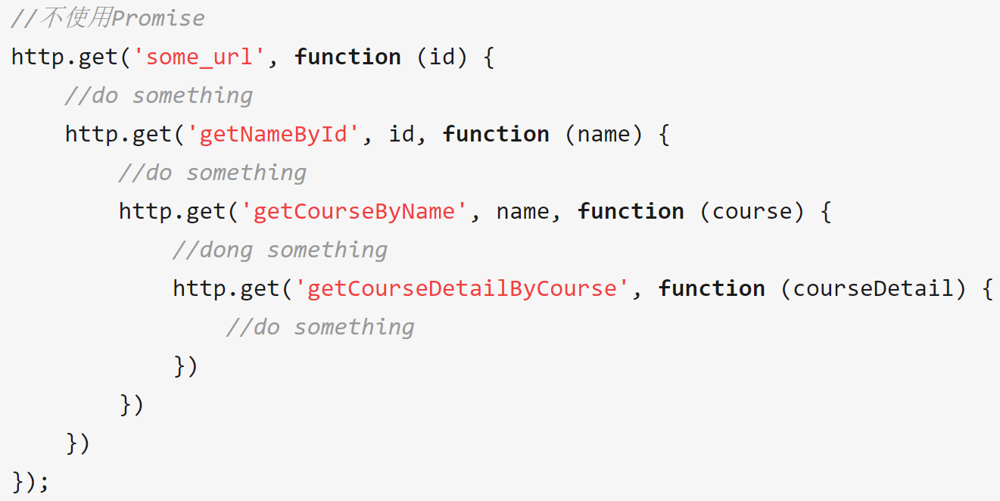 //不使用Promise
http.get('some_url', function (id) {
    //do something
    http.get('getNameById', id, function (name) {
        //do something
        http.get('getCourseByName', name, function (course) {
            //dong something
            http.get('getCourseDetailByCourse', function (courseDetail) {
                //do something
            })
        })
    })
});